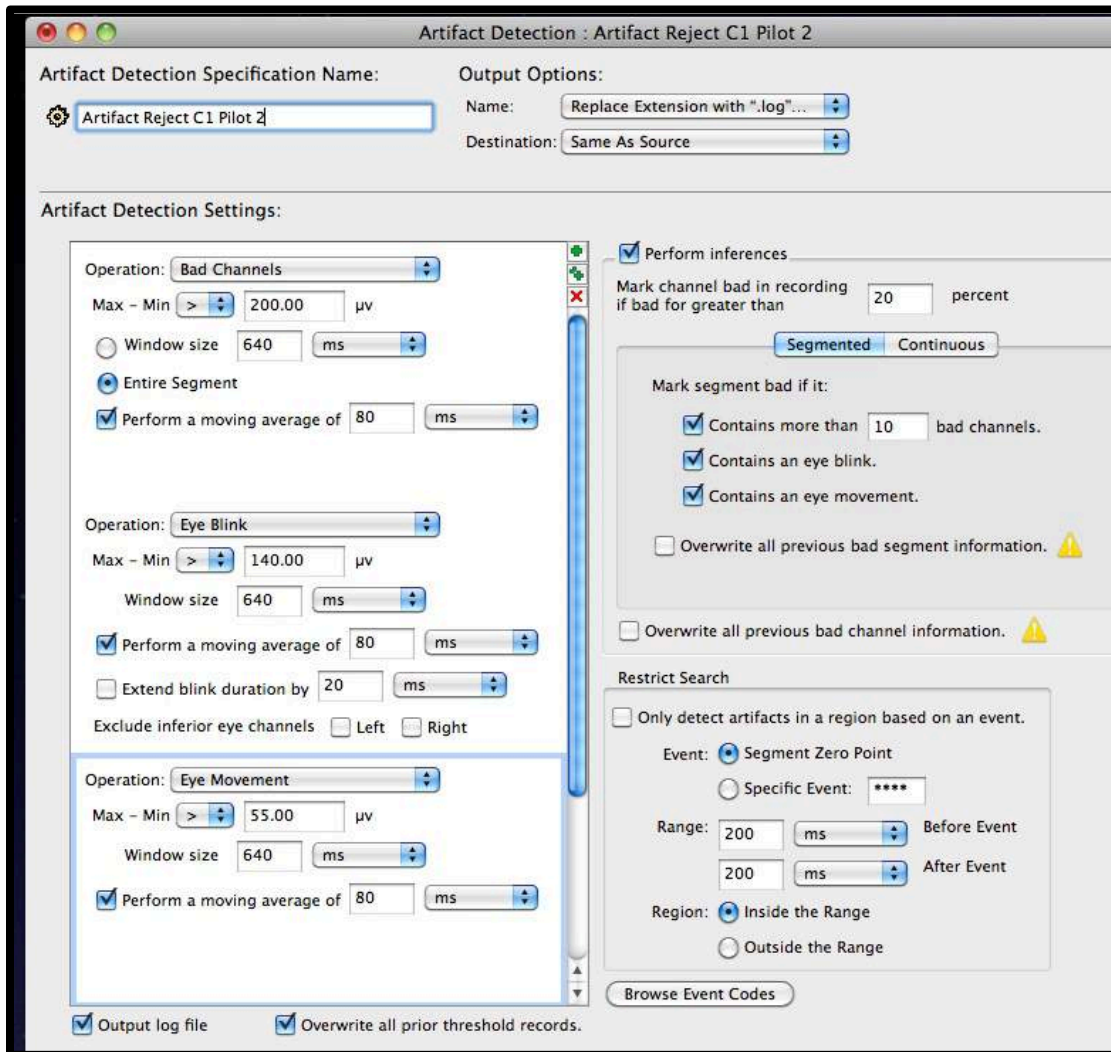 Artifact Detection : Artifact Reject C1 Pilot 2
Artifact Detection Specification Name:
Artifact Reject C1 Pilot 2
Output Options:
Name: Replace Extension with ".log"...
Destination: Same As Source
Artifact Detection Settings:
Operation: Bad Channels
Max - Min > 200.00 µv
Window size 640 ms
Entire Segment
Perform a moving average of 80 ms
Operation: Eye Blink
Max - Min > 140.00 µv
Window size 640 ms
Perform a moving average of 80 ms
Extend blink duration by 20 ms
Exclude inferior eye channels Left Right
Operation: Eye Movement
Max - Min > 55.00 µv
Window size 640 ms
Perform a moving average of 80 ms
Output log file Overwrite all prior threshold records.
Perform inferences
Mark channel bad in recording
if bad for greater than 20 percent
Segmented Continuous
Mark segment bad if it:
Contains more than 10 bad channels.
Contains an eye blink.
Contains an eye movement.
Overwrite all previous bad segment information.
Overwrite all previous bad channel information.
Restrict Search
Only detect artifacts in a region based on an event.
Event: Segment Zero Point
Specific Event: ****
Range: 200 ms Before Event
200 ms After Event
Region: Inside the Range
Outside the Range
Browse Event Codes